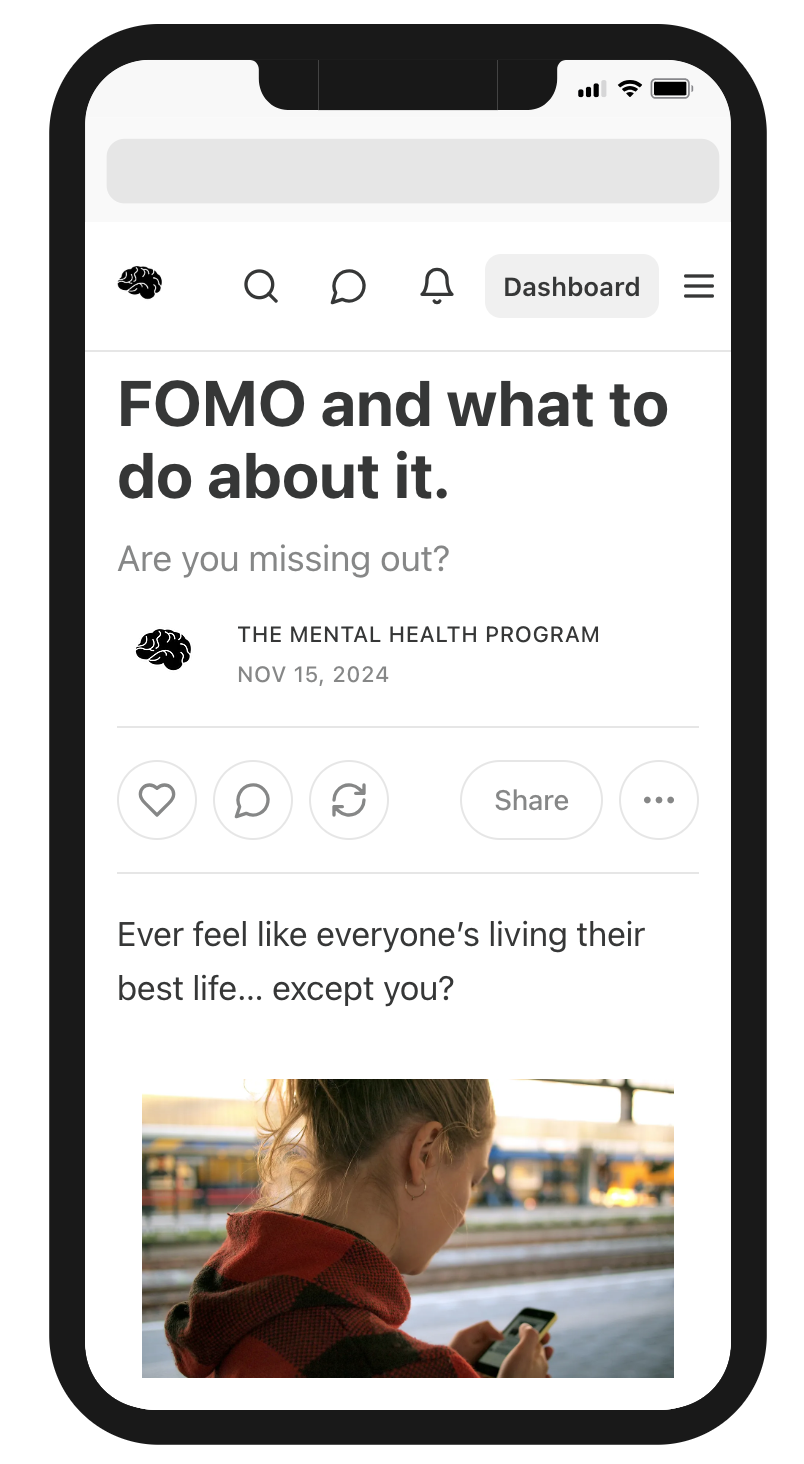 Dashboard
FOMO and what to
do about it.
Are you missing out?
THE MENTAL HEALTH PROGRAM
NOV 15, 2024
Share
Ever feel like everyone’s living their
best life… except you?